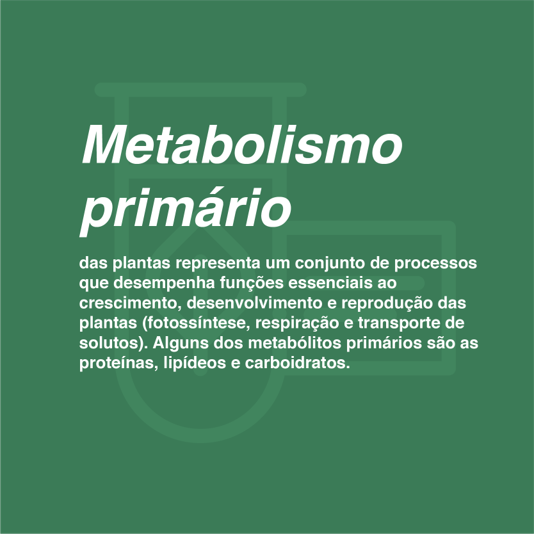 Metabolismo
primário
das plantas representa um conjunto de processos
que desempenha funções essenciais ao
crescimento, desenvolvimento e reprodução das
plantas (fotossíntese, respiração e transporte de
solutos). Alguns dos metabólitos primários são as
proteínas, lipídeos e carboidratos.